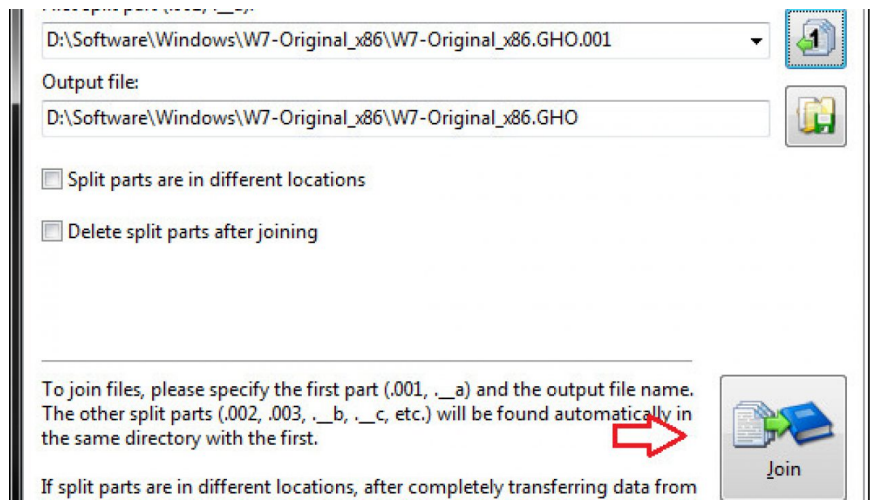 D:\Software\Windows\W7-Original_x86\W7-Original_x86.GHO.001
1
Output file:
D:\Software\Windows\W7-Original_x86\W7-Original_x86.GHO
Split parts are in different locations
Delete split parts after joining
To join files, please specify the first part (.001, .__a) and the output file name.
The other split parts (.002, .003, .__b, .__c, etc.) will be found automatically in
the same directory with the first.
Join
If split parts are in different locations, after completely transferring data from